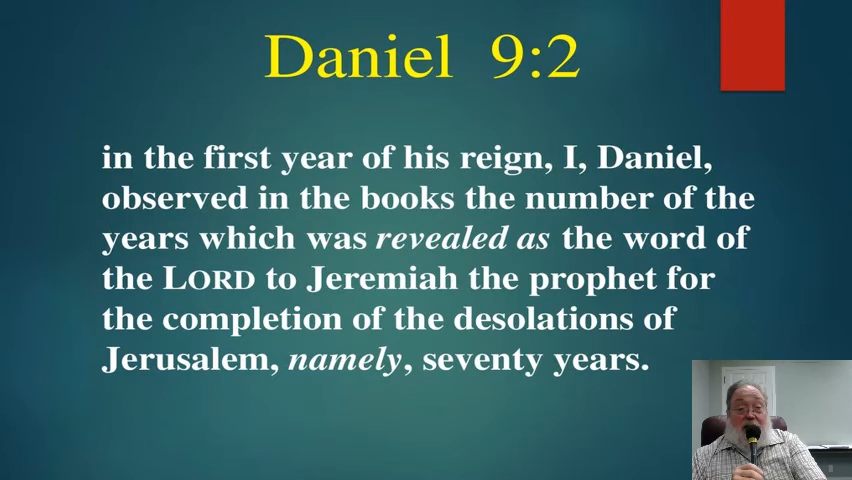 Daniel 9:2
in the first year of his reign, I, Daniel,
observed in the books the number of the
years which was revealed as the word of
the LORD to Jeremiah the prophet for
the completion of the desolations of
Jerusalem, namely, seventy years.